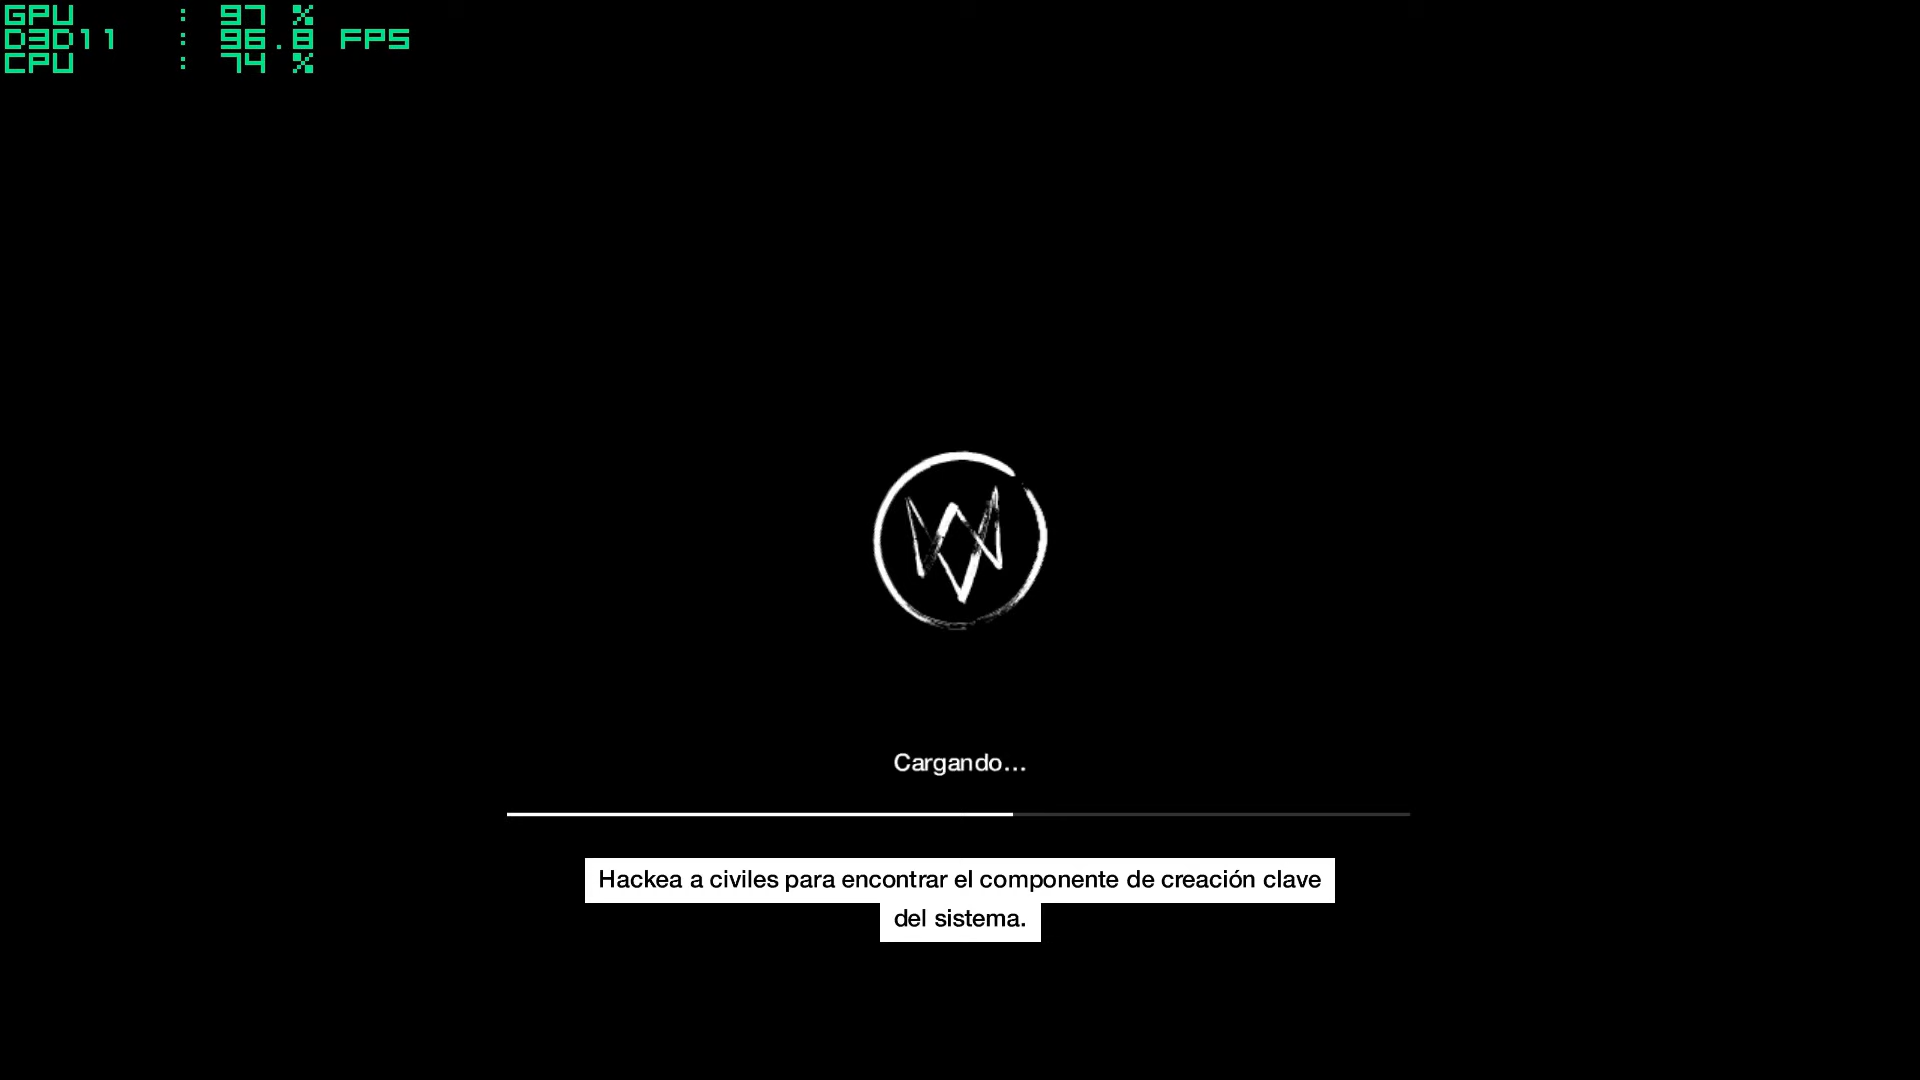 GPU : 97 %
D3D11 : 96.8 FPS
CPU : 74 %
Cargando...
Hackea a civiles para encontrar el componente de creación clave
del sistema.